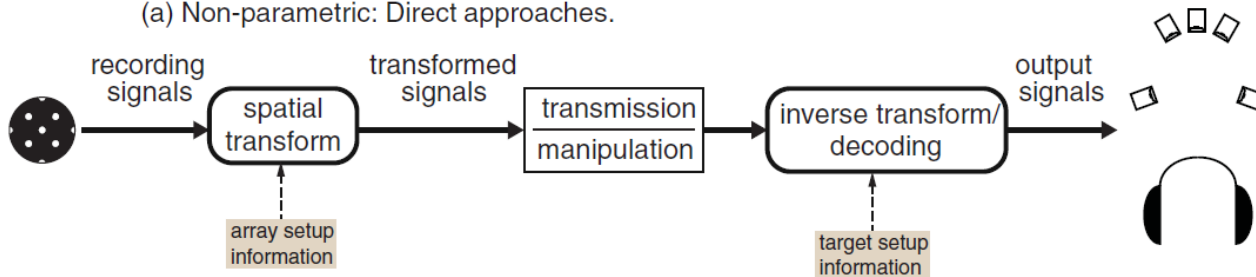 (a) Non-parametric: Direct approaches.
recording
signals
spatial
transform
transformed
signals
transmission
manipulation
inverse transform/
decoding
output
signals
array setup
information
target setup
information